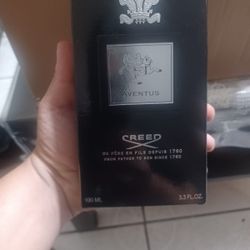 AVENTUS
CREED
DE PÈRE EN FILS DEPUIS 1760
FROM FATHER TO SON SINCE 1760
100 ML 3.3 FL.OZ.